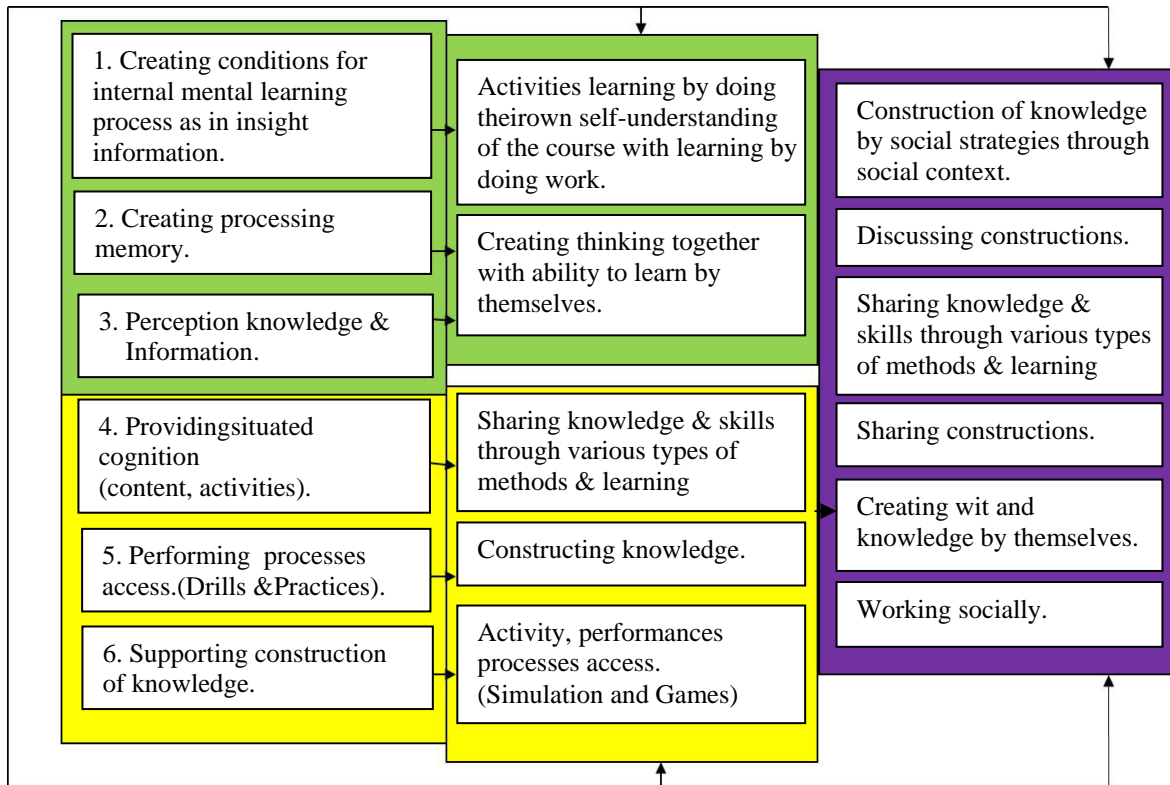 1. Creating conditions for
internal mental learning
process as in insight
information.
2. Creating processing
memory.
3. Perception knowledge &
Information.
4. Providingsituated
cognition
(content, activities).
5. Performing processes
access.(Drills &Practices).
6. Supporting construction
of knowledge.
Activities learning by doing
theirown self-understanding
of the course with learning by
doing work.
Creating thinking together
with ability to learn by
themselves.
Sharing knowledge & skills
through various types of
methods & learning
Constructing knowledge.
Activity, performances
processes access.
(Simulation and Games)
Construction of knowledge
by social strategies through
social context.
Discussing constructions.
Sharing knowledge &
skills through various types
of methods & learning
Sharing constructions.
Creating wit and
knowledge by themselves.
Working socially.